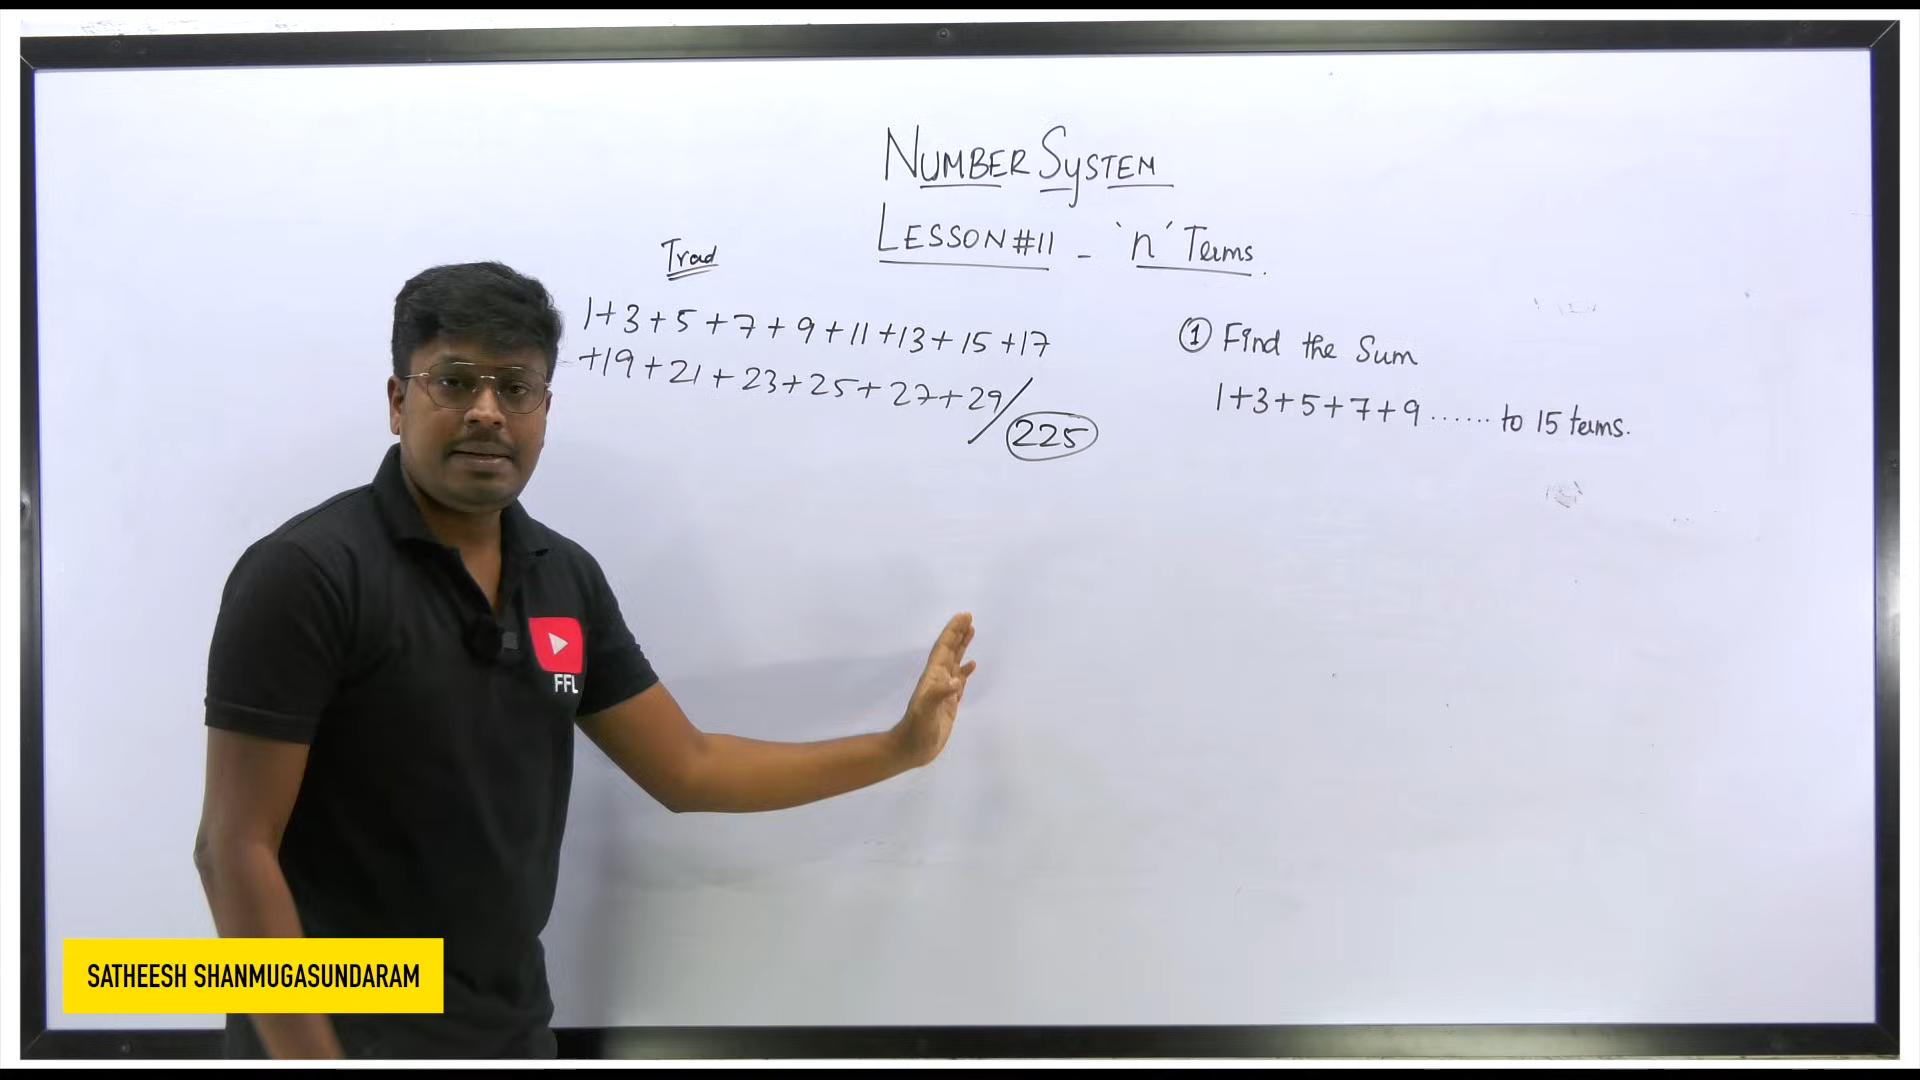 NUMBER SYSTEM
LESSON #11 - 'n' Terms.
Trad
1+3+5+7+9+11+13+15+17
+19+21+23+25+27+29
225
① Find the Sum
1+3+5+7+9...... to 15 terms.
FFL
SATHEESH SHANMUGASUNDARAM